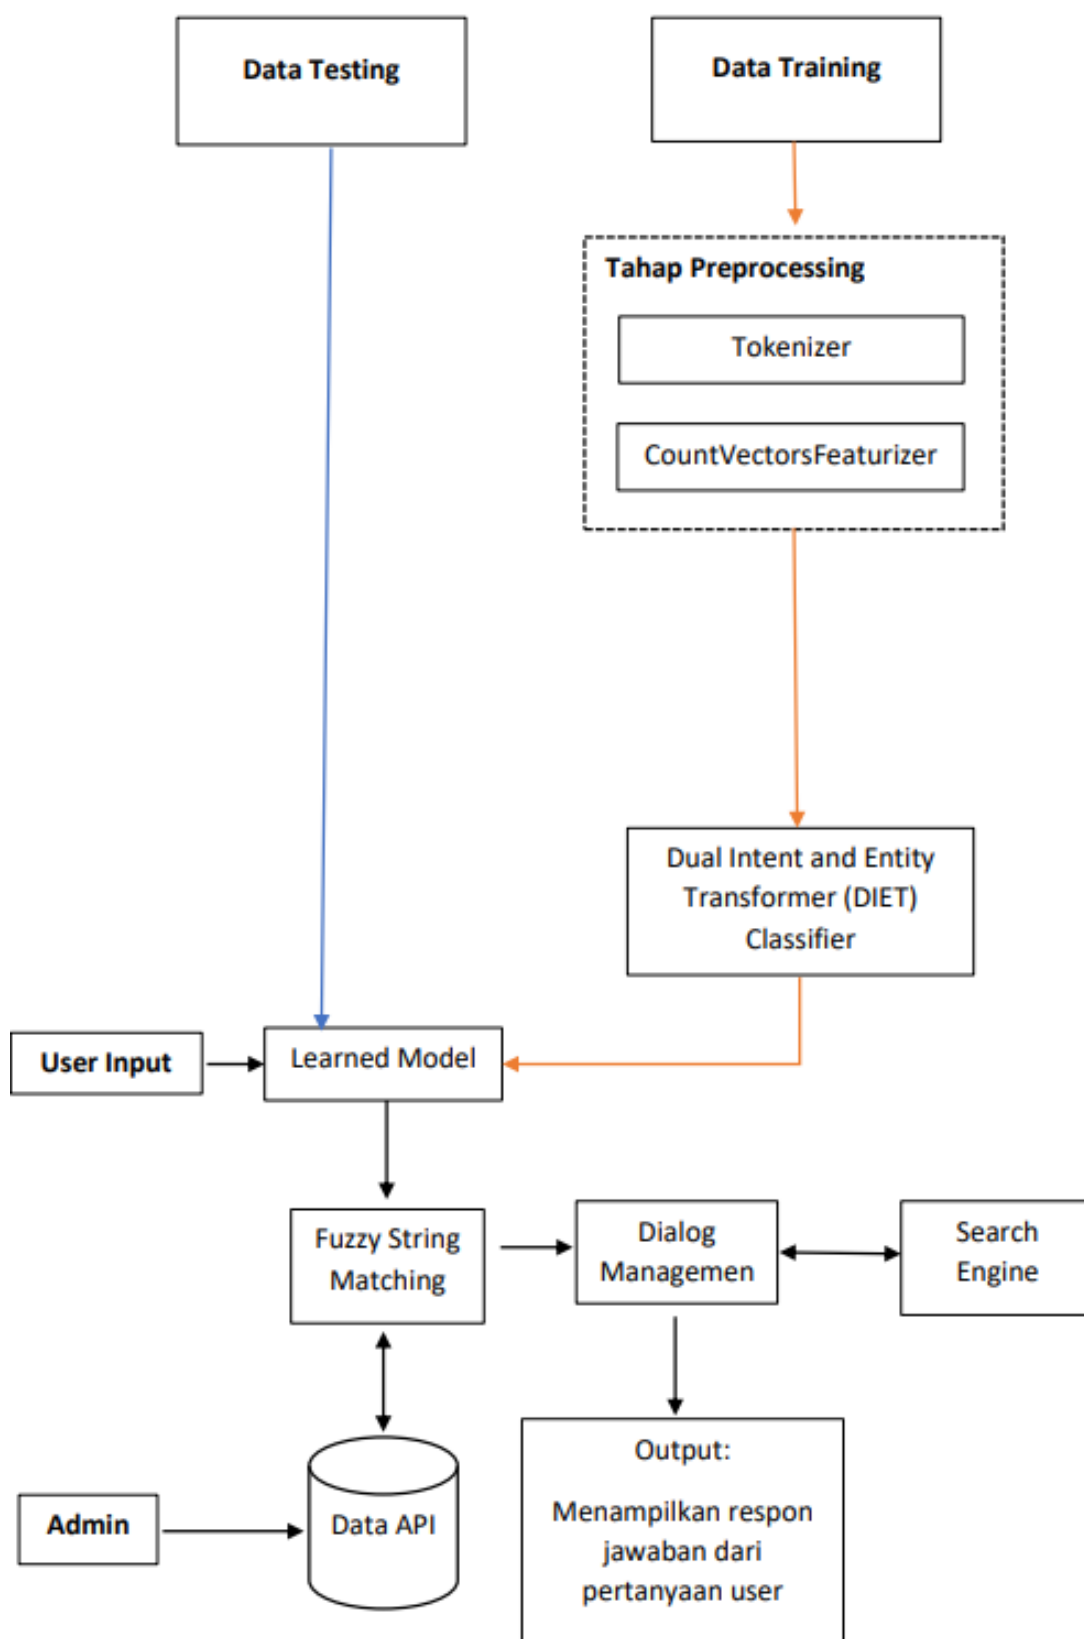 Data Testing
Data Training
Tahap Preprocessing
Tokenizer
CountVectorsFeaturizer
Dual Intent and Entity
Transformer (DIET)
Classifier
User Input
Learned Model
Fuzzy String
Matching
Dialog
Managemen
Search
Engine
Admin
Data API
Output:
Menampilkan respon
jawaban dari
pertanyaan user